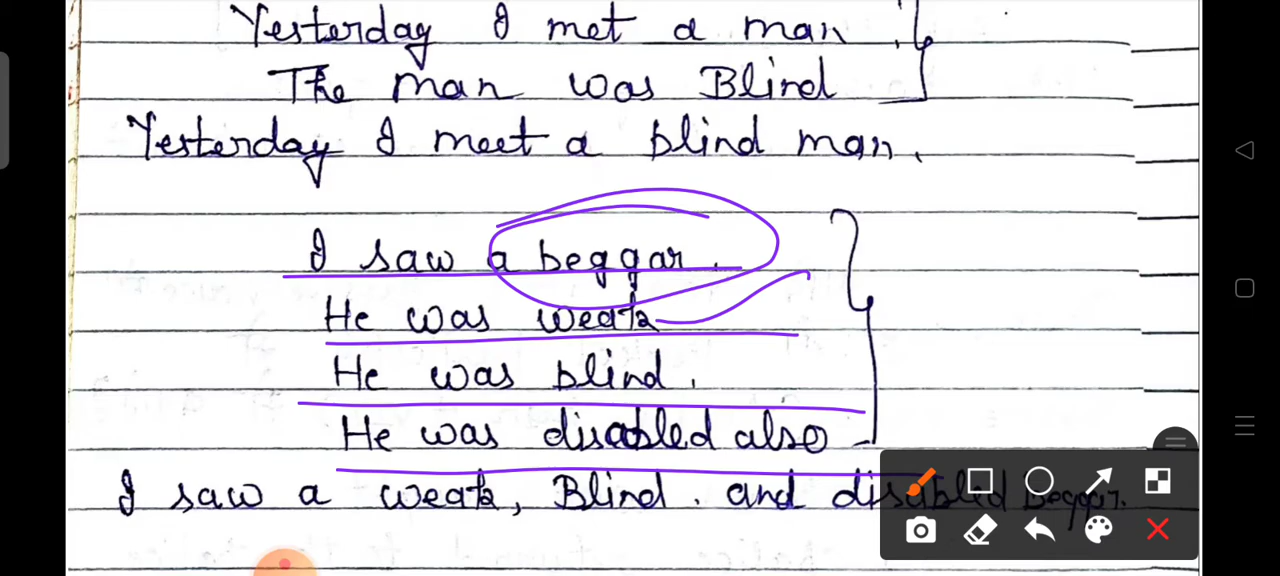 Yesterday I met a man.
The man was Blind
Yesterday I meet a blind man.
I saw a beggar.
He was weak
He was blind.
He was disabled also
I saw a weak, Blind. and disabled Beggar.